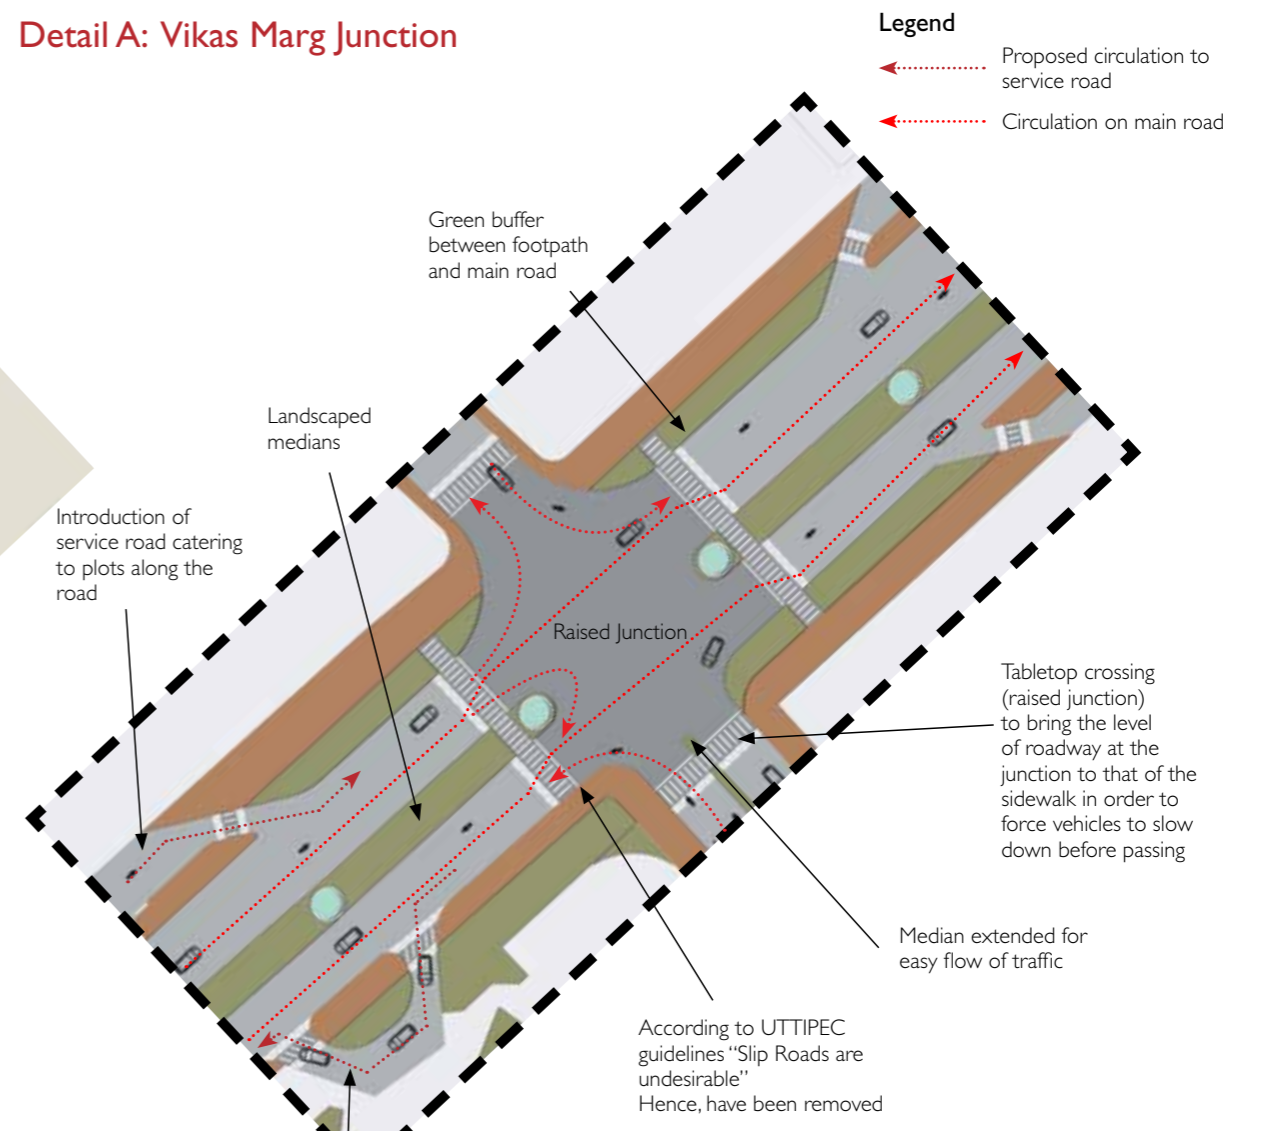 Detail A: Vikas Marg Junction
Legend
Proposed circulation to
service road
Circulation on main road
Green buffer
between footpath
and main road
Landscaped
medians
Introduction of
service road catering
to plots along the
road
Raised Junction
Tabletop crossing
(raised junction)
to bring the level
of roadway at the
junction to that of the
sidewalk in order to
force vehicles to slow
down before passing
Median extended for
easy flow of traffic
According to UTTIPEC
guidelines “Slip Roads are
undesirable”
Hence, have been removed